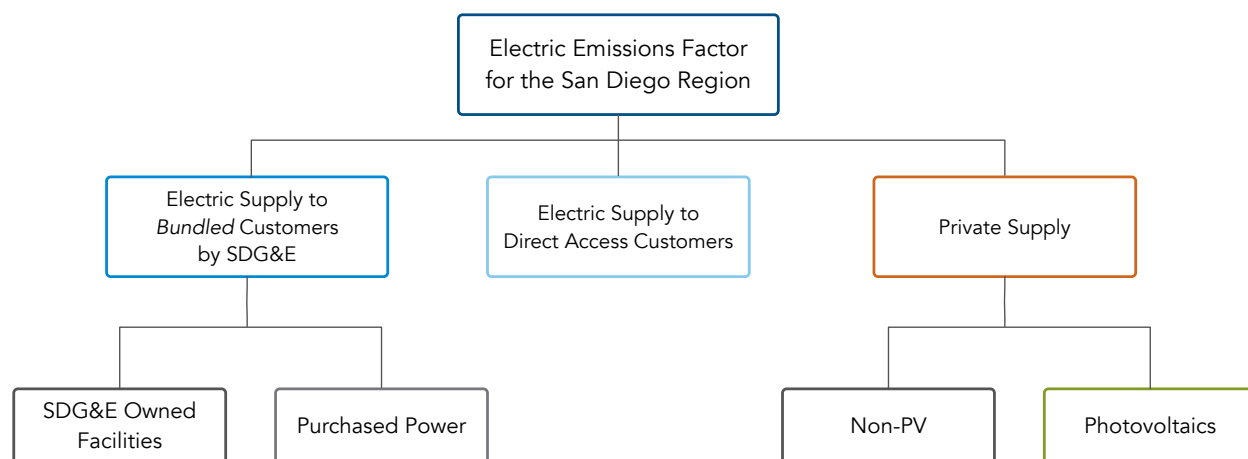 Electric Emissions Factor
for the San Diego Region
Electric Supply to
Bundled Customers
by SDG&E
Electric Supply to
Direct Access Customers
Private Supply
SDG&E Owned
Facilities
Purchased Power
Non-PV
Photovoltaics